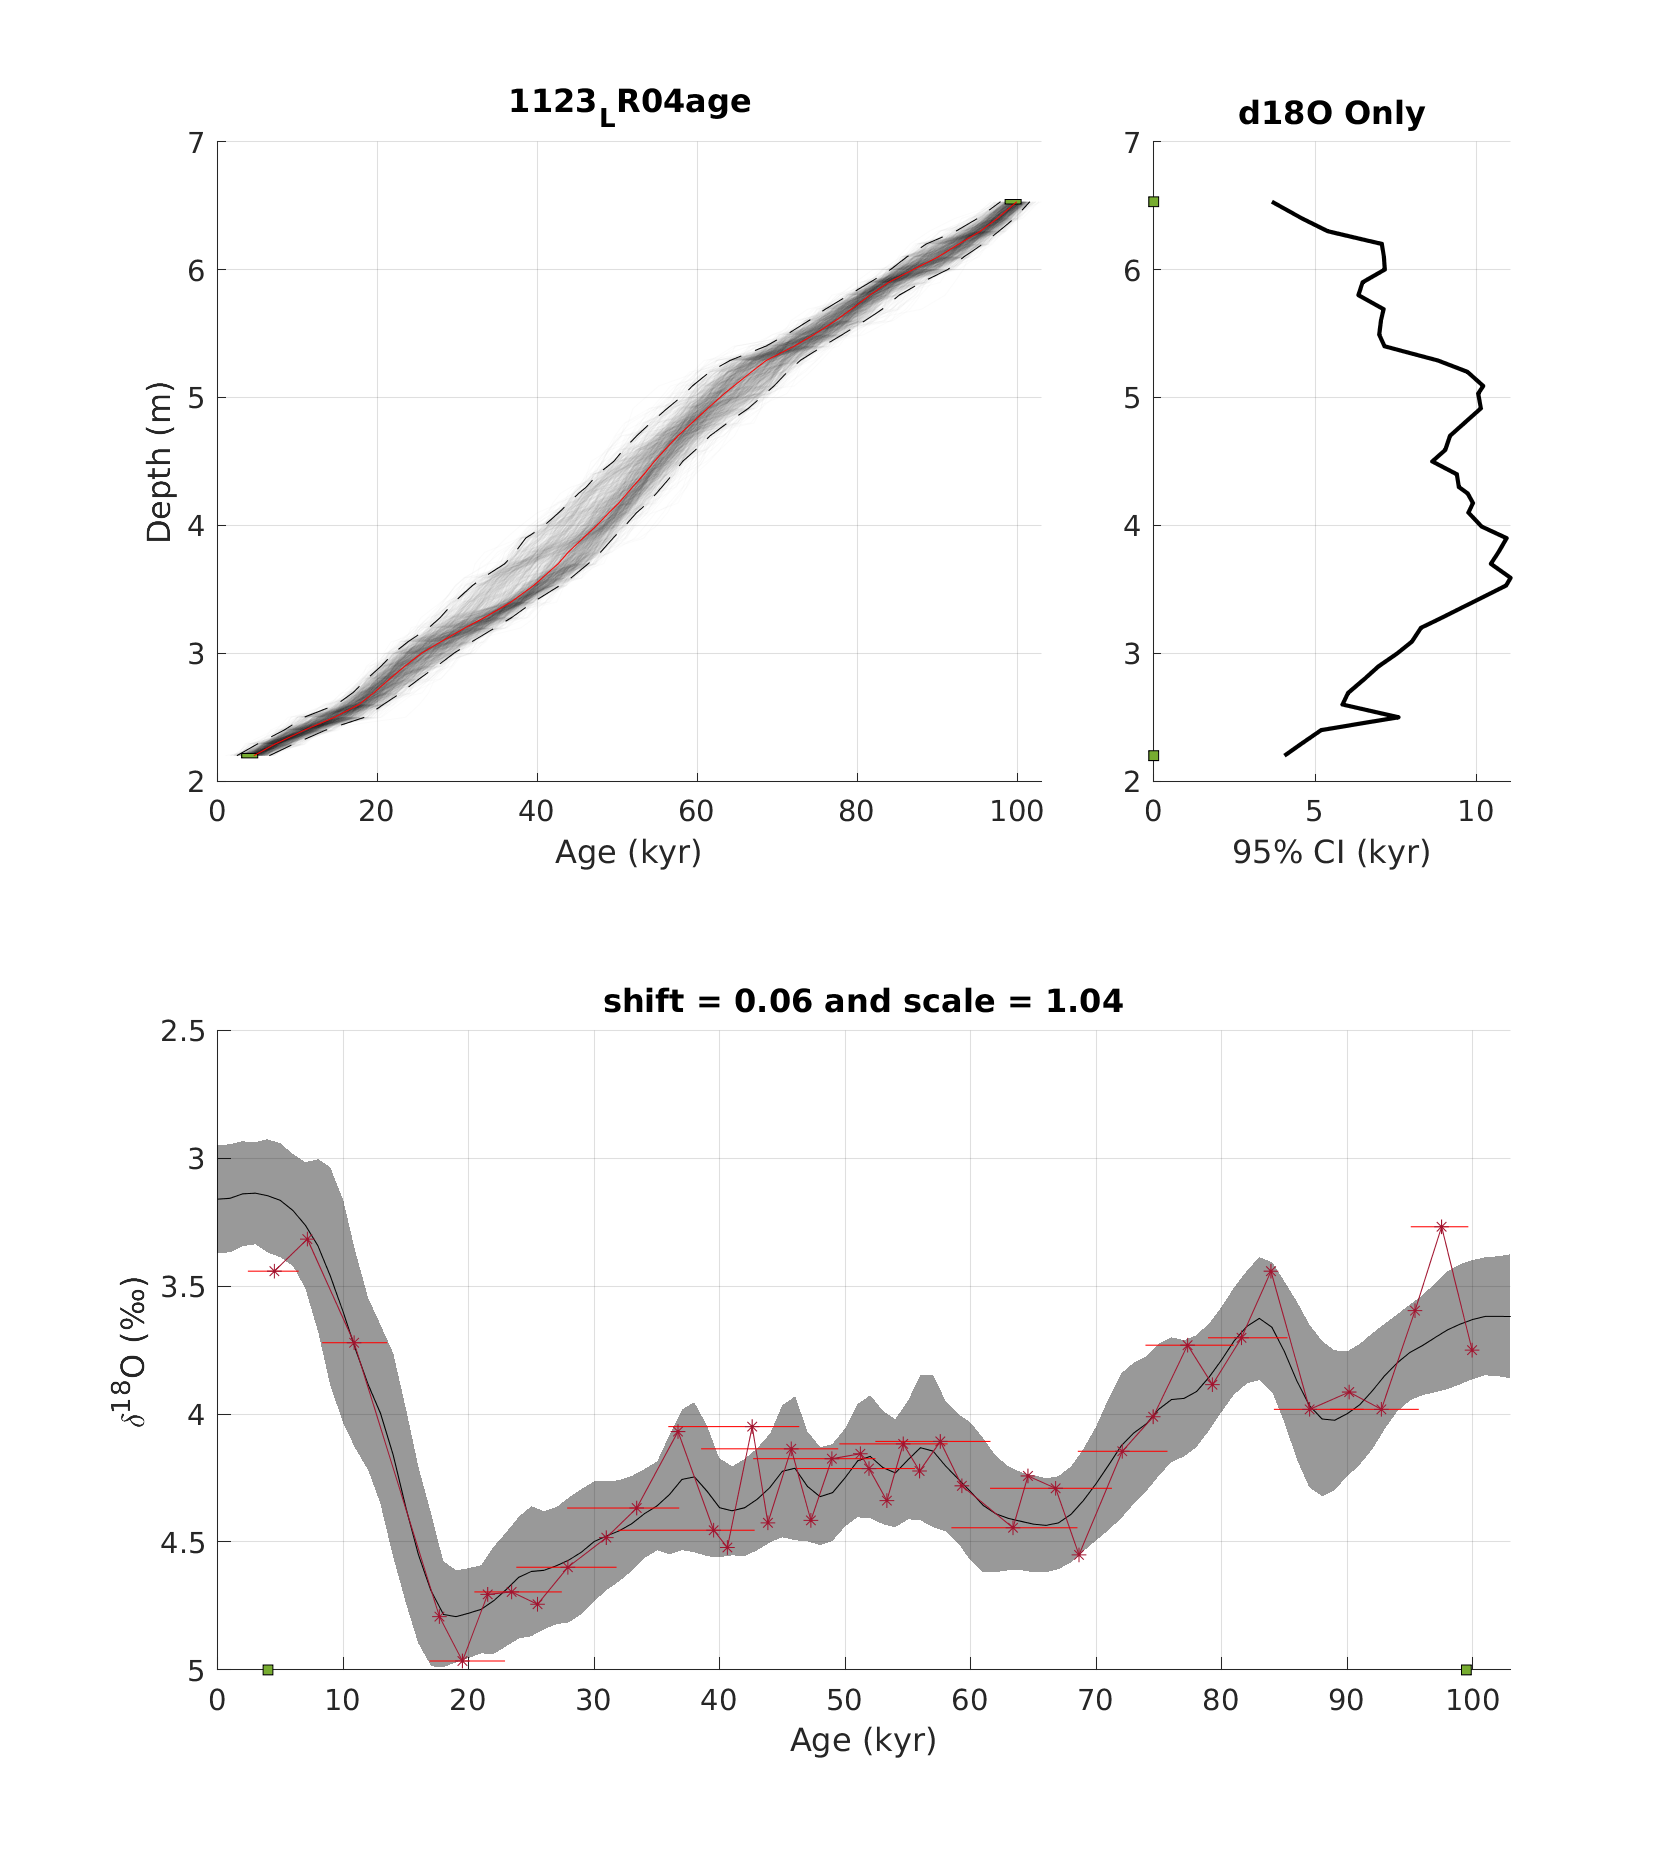 1123LR04age
7
6
5
4
3
2
0 20 40 60 80 100
Depth (m)
Age (kyr)
d18O Only
7
6
5
4
3
2
0 5 10
95% CI (kyr)
shift = 0.06 and scale = 1.04
2.5
3
3.5
4
4.5
5
0 10 20 30 40 50 60 70 80 90 100
δ18O (‰)
Age (kyr)